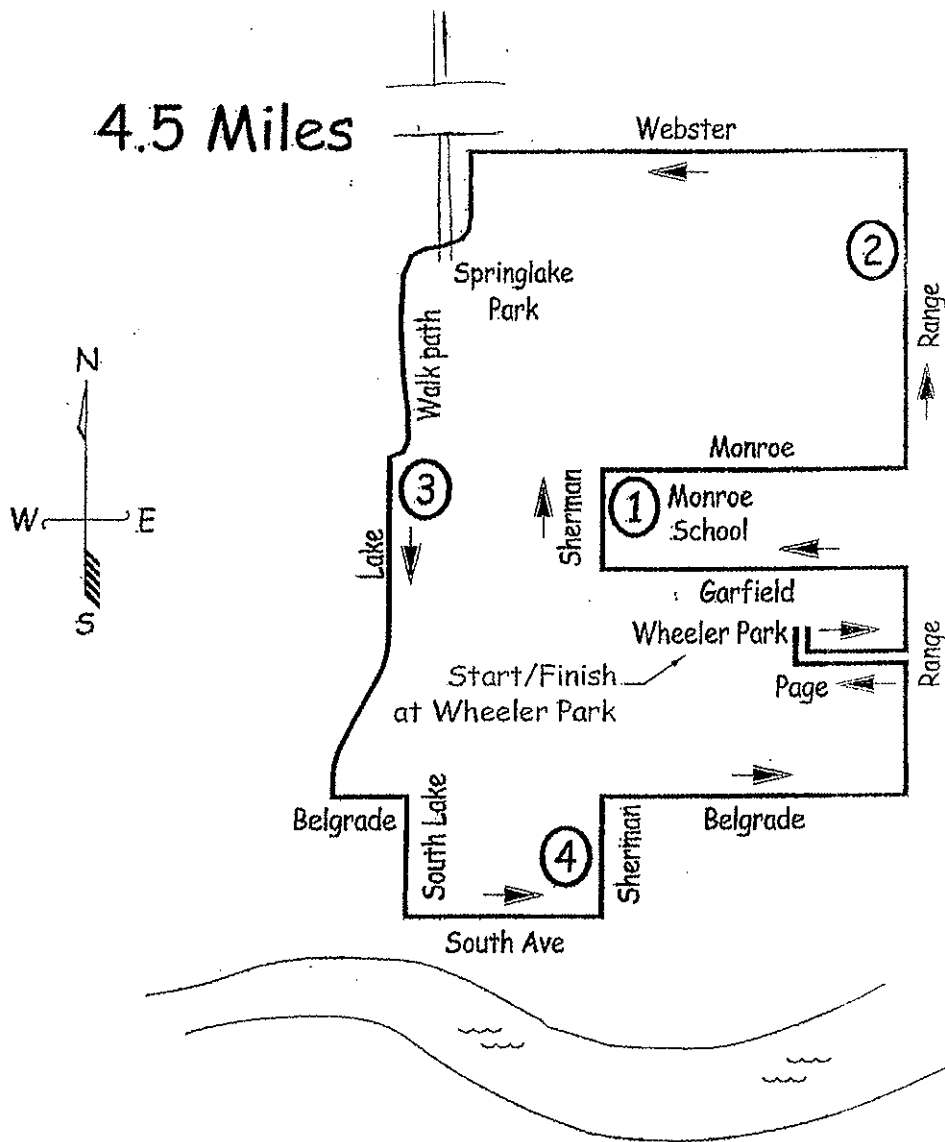 4.5 Miles
Webster
2
Springlake
Park
Range
Walk path
N
W
E
S
Monroe
3
Sherman
1
Monroe
School
Lake
Garfield
Wheeler Park
Range
Start/Finish
at Wheeler Park
Page
Belgrade
South Lake
4
Sherman
Belgrade
South Ave